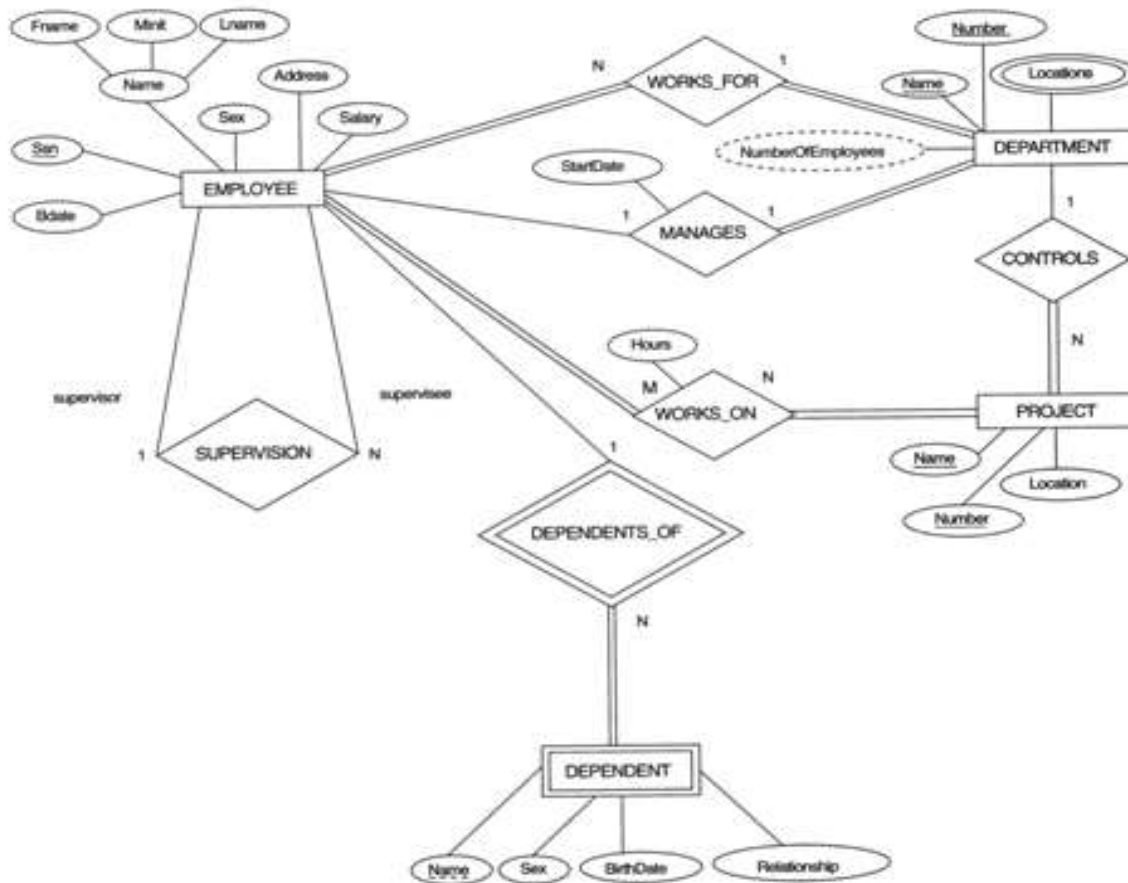 Fname
Minit
Lname
Number
Name
Address
N
WORKS_FOR
1
Locations
Name
Sex
Salary
Ssn
NumberOfEmployees
DEPARTMENT
StartDate
EMPLOYEE
Bdate
1
MANAGES
1
1
CONTROLS
Hours
N
M
N
supervisor
supervisee
WORKS_ON
PROJECT
1
SUPERVISION
N
1
Name
Location
Number
DEPENDENTS_OF
N
DEPENDENT
Name
Sex
BirthDate
Relationship